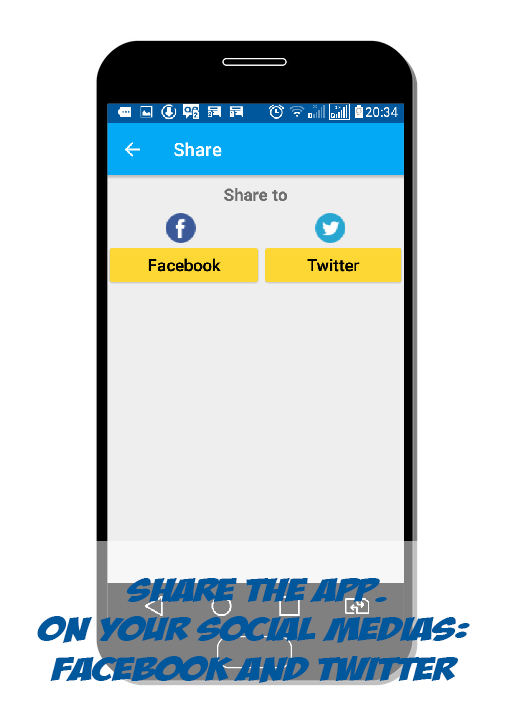 20:34
Share
Share to
Facebook Twitter
SHARE THE APP.
ON YOUR SOCIAL MEDIAS:
FACEBOOK AND TWITTER